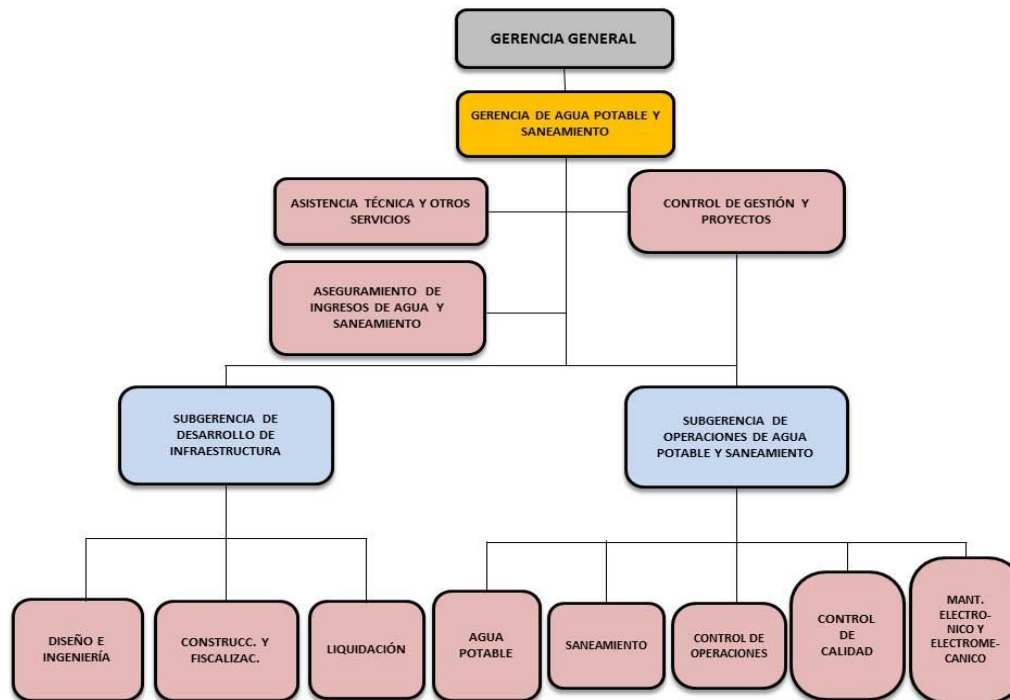 GERENCIA GENERAL
GERENCIA DE AGUA POTABLE Y
SANEAMIENTO
ASISTENCIA TÉCNICA Y OTROS
SERVICIOS
CONTROL DE GESTIÓN Y
PROYECTOS
ASEGURAMIENTO DE
INGRESOS DE AGUA Y
SANEAMIENTO
SUBGERENCIA DE
DESARROLLO DE
INFRAESTRUCTURA
SUBGERENCIA DE
OPERACIONES DE AGUA
POTABLE Y SANEAMIENTO
DISEÑO E
INGENIERÍA
CONSTRUCC. Y
FISCALIZAC.
LIQUIDACIÓN
AGUA
POTABLE
SANEAMIENTO
CONTROL DE
OPERACIONES
CONTROL
DE
CALIDAD
MANT.
ELECTRO-
NICO Y
ELECTROME-
CANICO